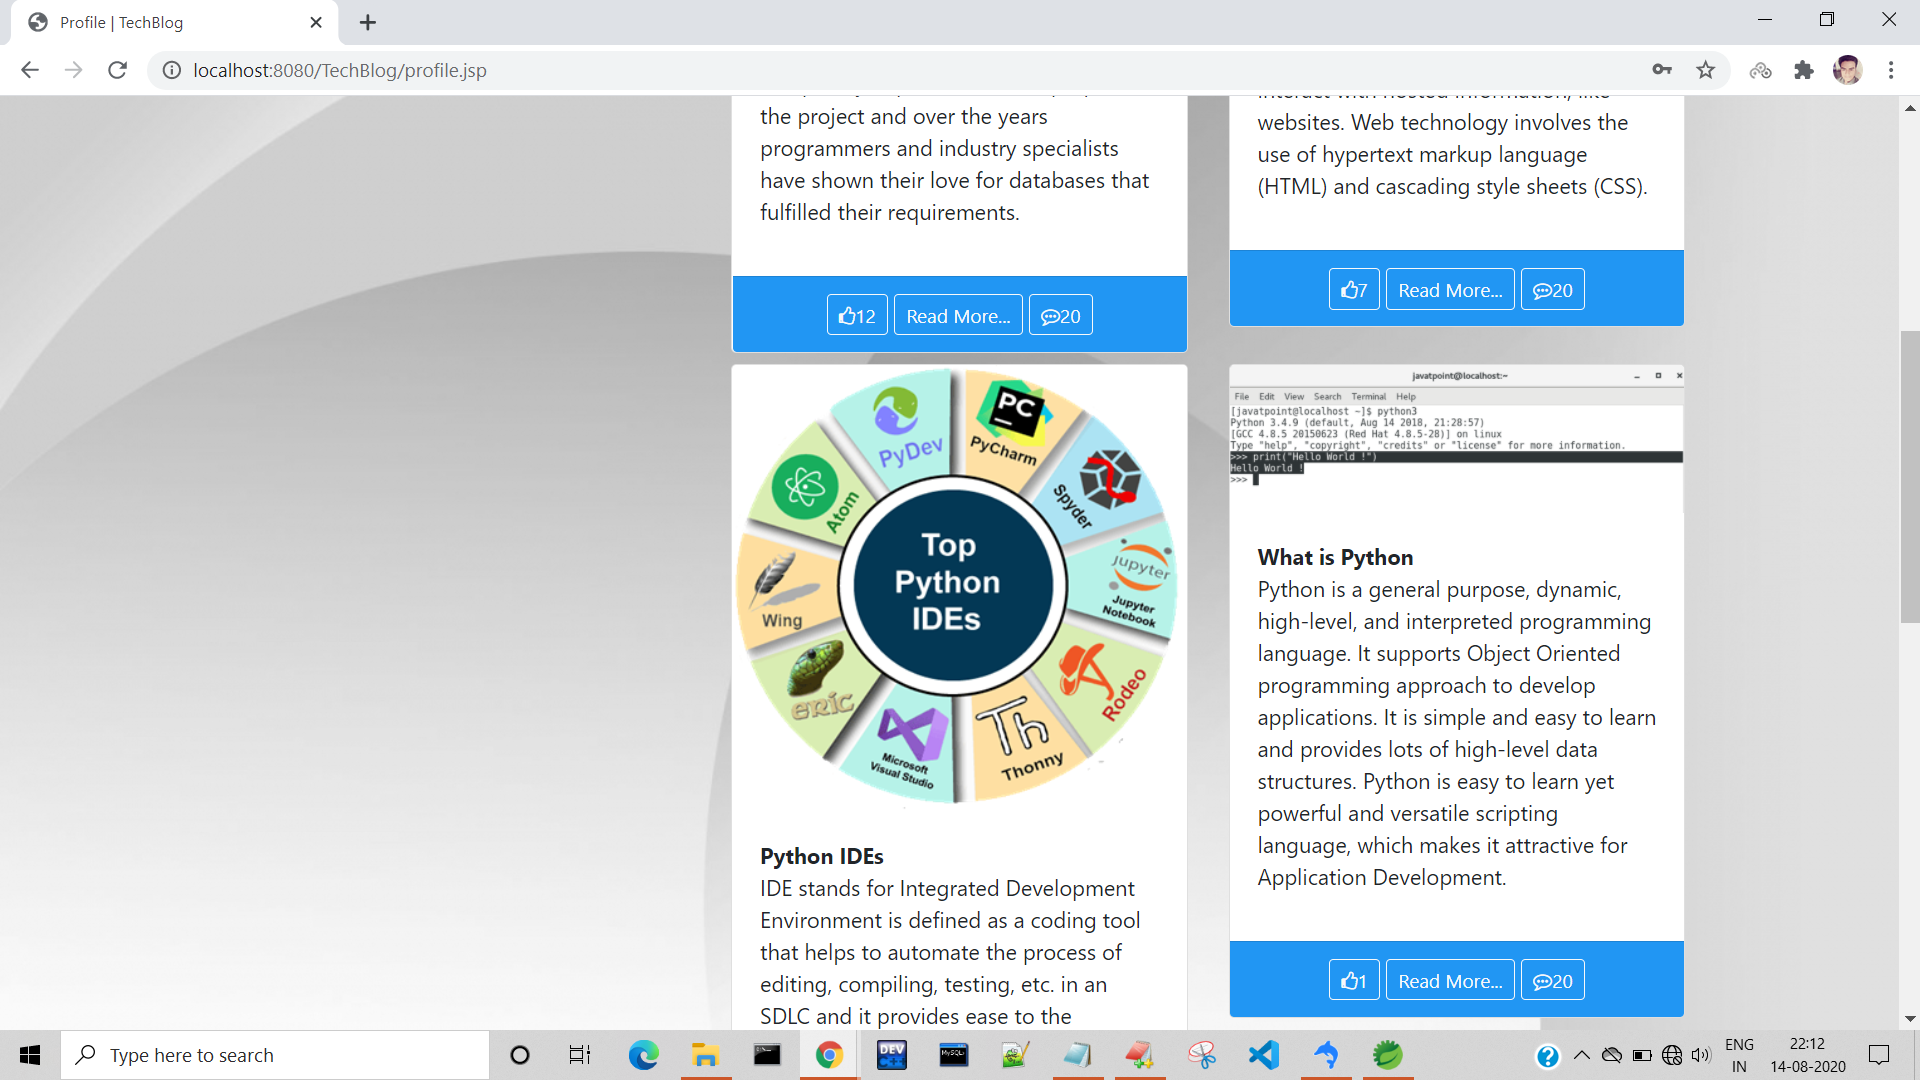 Profile | TechBlog
localhost:8080/TechBlog/profile.jsp
the project and over the years
programmers and industry specialists
have shown their love for databases that
fulfilled their requirements.
12
Read More...
20
interact with hosted information, like
websites. Web technology involves the
use of hypertext markup language
(HTML) and cascading style sheets (CSS).
7
Read More...
20
Top
Python
IDEs
PyDev
PC
PyCharm
Spyder
jupyter
Jupyter
Notebook
Rodeo
Th
Thonny
Microsoft
Visual Studio
eric
Wing
Atom
Python IDEs
IDE stands for Integrated Development
Environment is defined as a coding tool
that helps to automate the process of
editing, compiling, testing, etc. in an
SDLC and it provides ease to the
javatpoint@localhost:~
File Edit View Search Terminal Help
[javatpoint@localhost ~]$ python3
Python 3.4.9 (default, Aug 14 2018, 21:28:57)
[GCC 4.8.5 20150623 (Red Hat 4.8.5-28)] on linux
Type "help", "copyright", "credits" or "license" for more information.
>>> print("Hello World !")
Hello World !
>>>
What is Python
Python is a general purpose, dynamic,
high-level, and interpreted programming
language. It supports Object Oriented
programming approach to develop
applications. It is simple and easy to learn
and provides lots of high-level data
structures. Python is easy to learn yet
powerful and versatile scripting
language, which makes it attractive for
Application Development.
1
Read More...
20
Type here to search
DEV
C++
MySQL
ENG
IN
22:12
14-08-2020